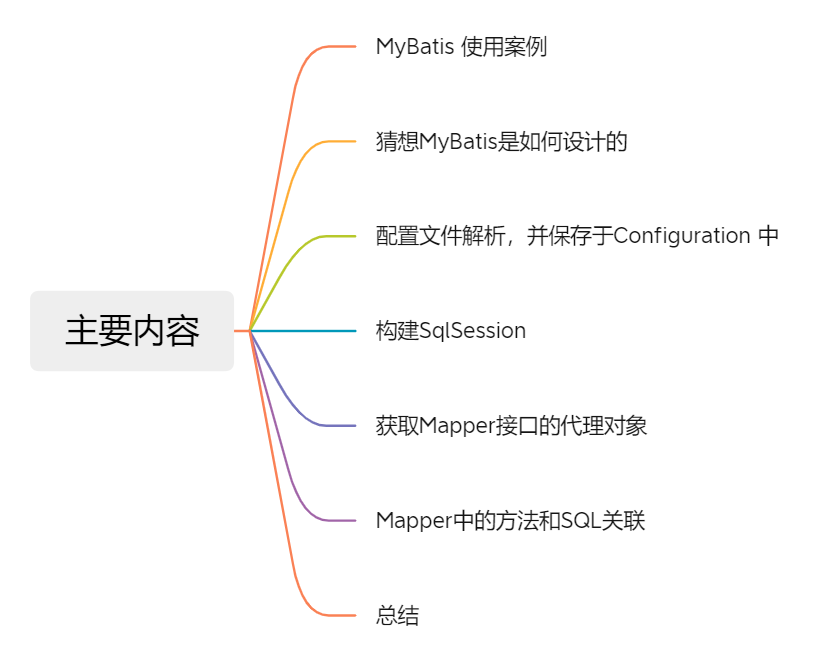 MyBatis 使用案例
猜想MyBatis是如何设计的
配置文件解析，并保存于Configuration 中
主要内容
构建SqlSession
获取Mapper接口的代理对象
Mapper中的方法和SQL关联
总结